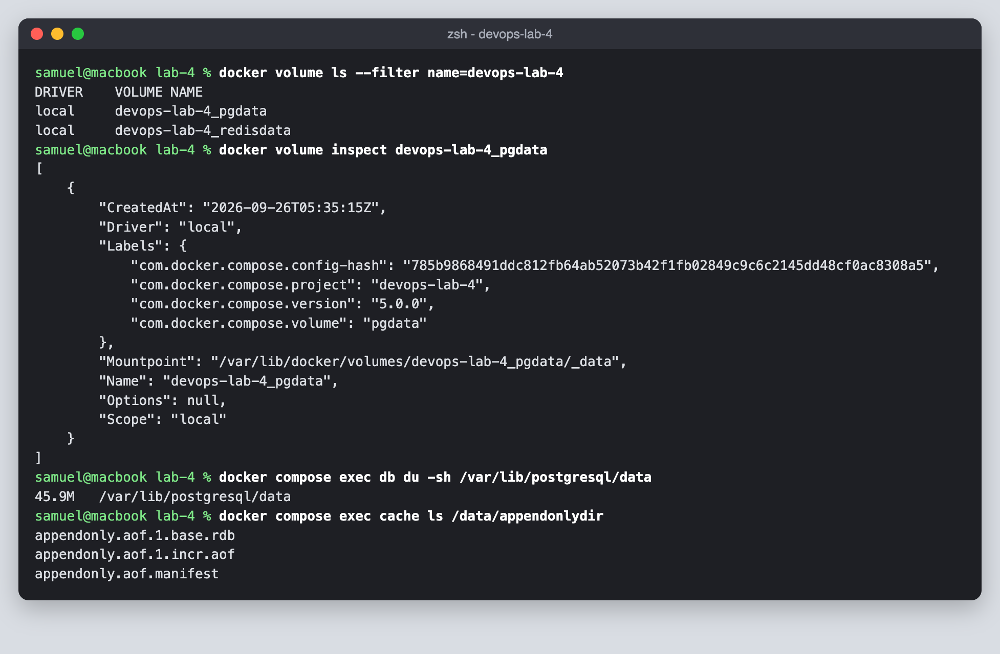 zsh - devops-lab-4
samuel@macbook lab-4 % docker volume ls --filter name=devops-lab-4
DRIVER    VOLUME NAME
local     devops-lab-4_pgdata
local     devops-lab-4_redisdata
samuel@macbook lab-4 % docker volume inspect devops-lab-4_pgdata
[
    {
        "CreatedAt": "2026-09-26T05:35:15Z",
        "Driver": "local",
        "Labels": {
            "com.docker.compose.config-hash": "785b9868491ddc812fb64ab52073b42f1fb02849c9c6c2145dd48cf0ac8308a5",
            "com.docker.compose.project": "devops-lab-4",
            "com.docker.compose.version": "5.0.0",
            "com.docker.compose.volume": "pgdata"
        },
        "Mountpoint": "/var/lib/docker/volumes/devops-lab-4_pgdata/_data",
        "Name": "devops-lab-4_pgdata",
        "Options": null,
        "Scope": "local"
    }
]
samuel@macbook lab-4 % docker compose exec db du -sh /var/lib/postgresql/data
45.9M   /var/lib/postgresql/data
samuel@macbook lab-4 % docker compose exec cache ls /data/appendonlydir
appendonly.aof.1.base.rdb
appendonly.aof.1.incr.aof
appendonly.aof.manifest